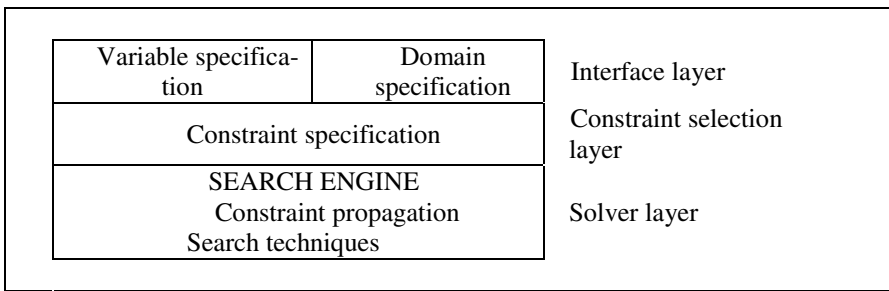 Variable specifica-
tion
Domain
specification
Interface layer
Constraint specification
Constraint selection
layer
SEARCH ENGINE
Constraint propagation
Search techniques
Solver layer